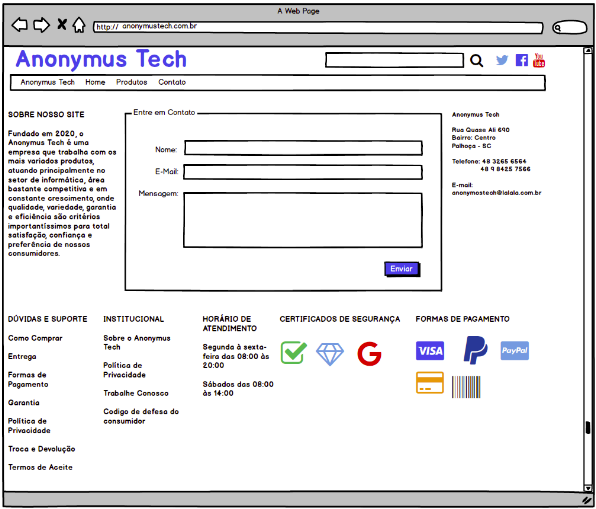 A Web Page
http:// anonymustech.com.br
Anonymus Tech
You
Tube
Anonymus Tech Home Produtos Contato
SOBRE NOSSO SITE
Fundado em 2020, a
Anonymus Tech é uma
empresa que trabalha com os
mais variados produtos,
atuando principalmente no
setor de informática, área
bastante competitiva e em
constante crescimento, onde
qualidade, variedade, garantia
e eficiência são critérios
importantíssimos para total
satisfação, confiança e
preferência de nossos
consumidores.
Entre em Contato
Nome:
E-Mail:
Mensagem:
Enviar
Anonymus Tech
Rua Quase Ali 690
Bairro: Centro
Palhoça - SC
Telefone: 48 3265 6564
48 9 8425 7566
E-mail:
anonymostech@lalala.com.br
DÚVIDAS E SUPORTE
Como Comprar
Entrega
Formas de
Pagamento
Garantia
Política de
Privacidade
Troca e Devolução
Termos de Aceite
INSTITUCIONAL
Sobre o Anonymus
Tech
Política de
Privacidade
Trabalhe Conosco
Codigo de defesa do
consumidor
HORÁRIO DE
ATENDIMENTO
Segunda à sexta-
feira das 08:00 às
20:00
Sábados das 08:00
às 14:00
CERTIFICADOS DE SEGURANÇA
G
FORMAS DE PAGAMENTO
VISA
PayPal